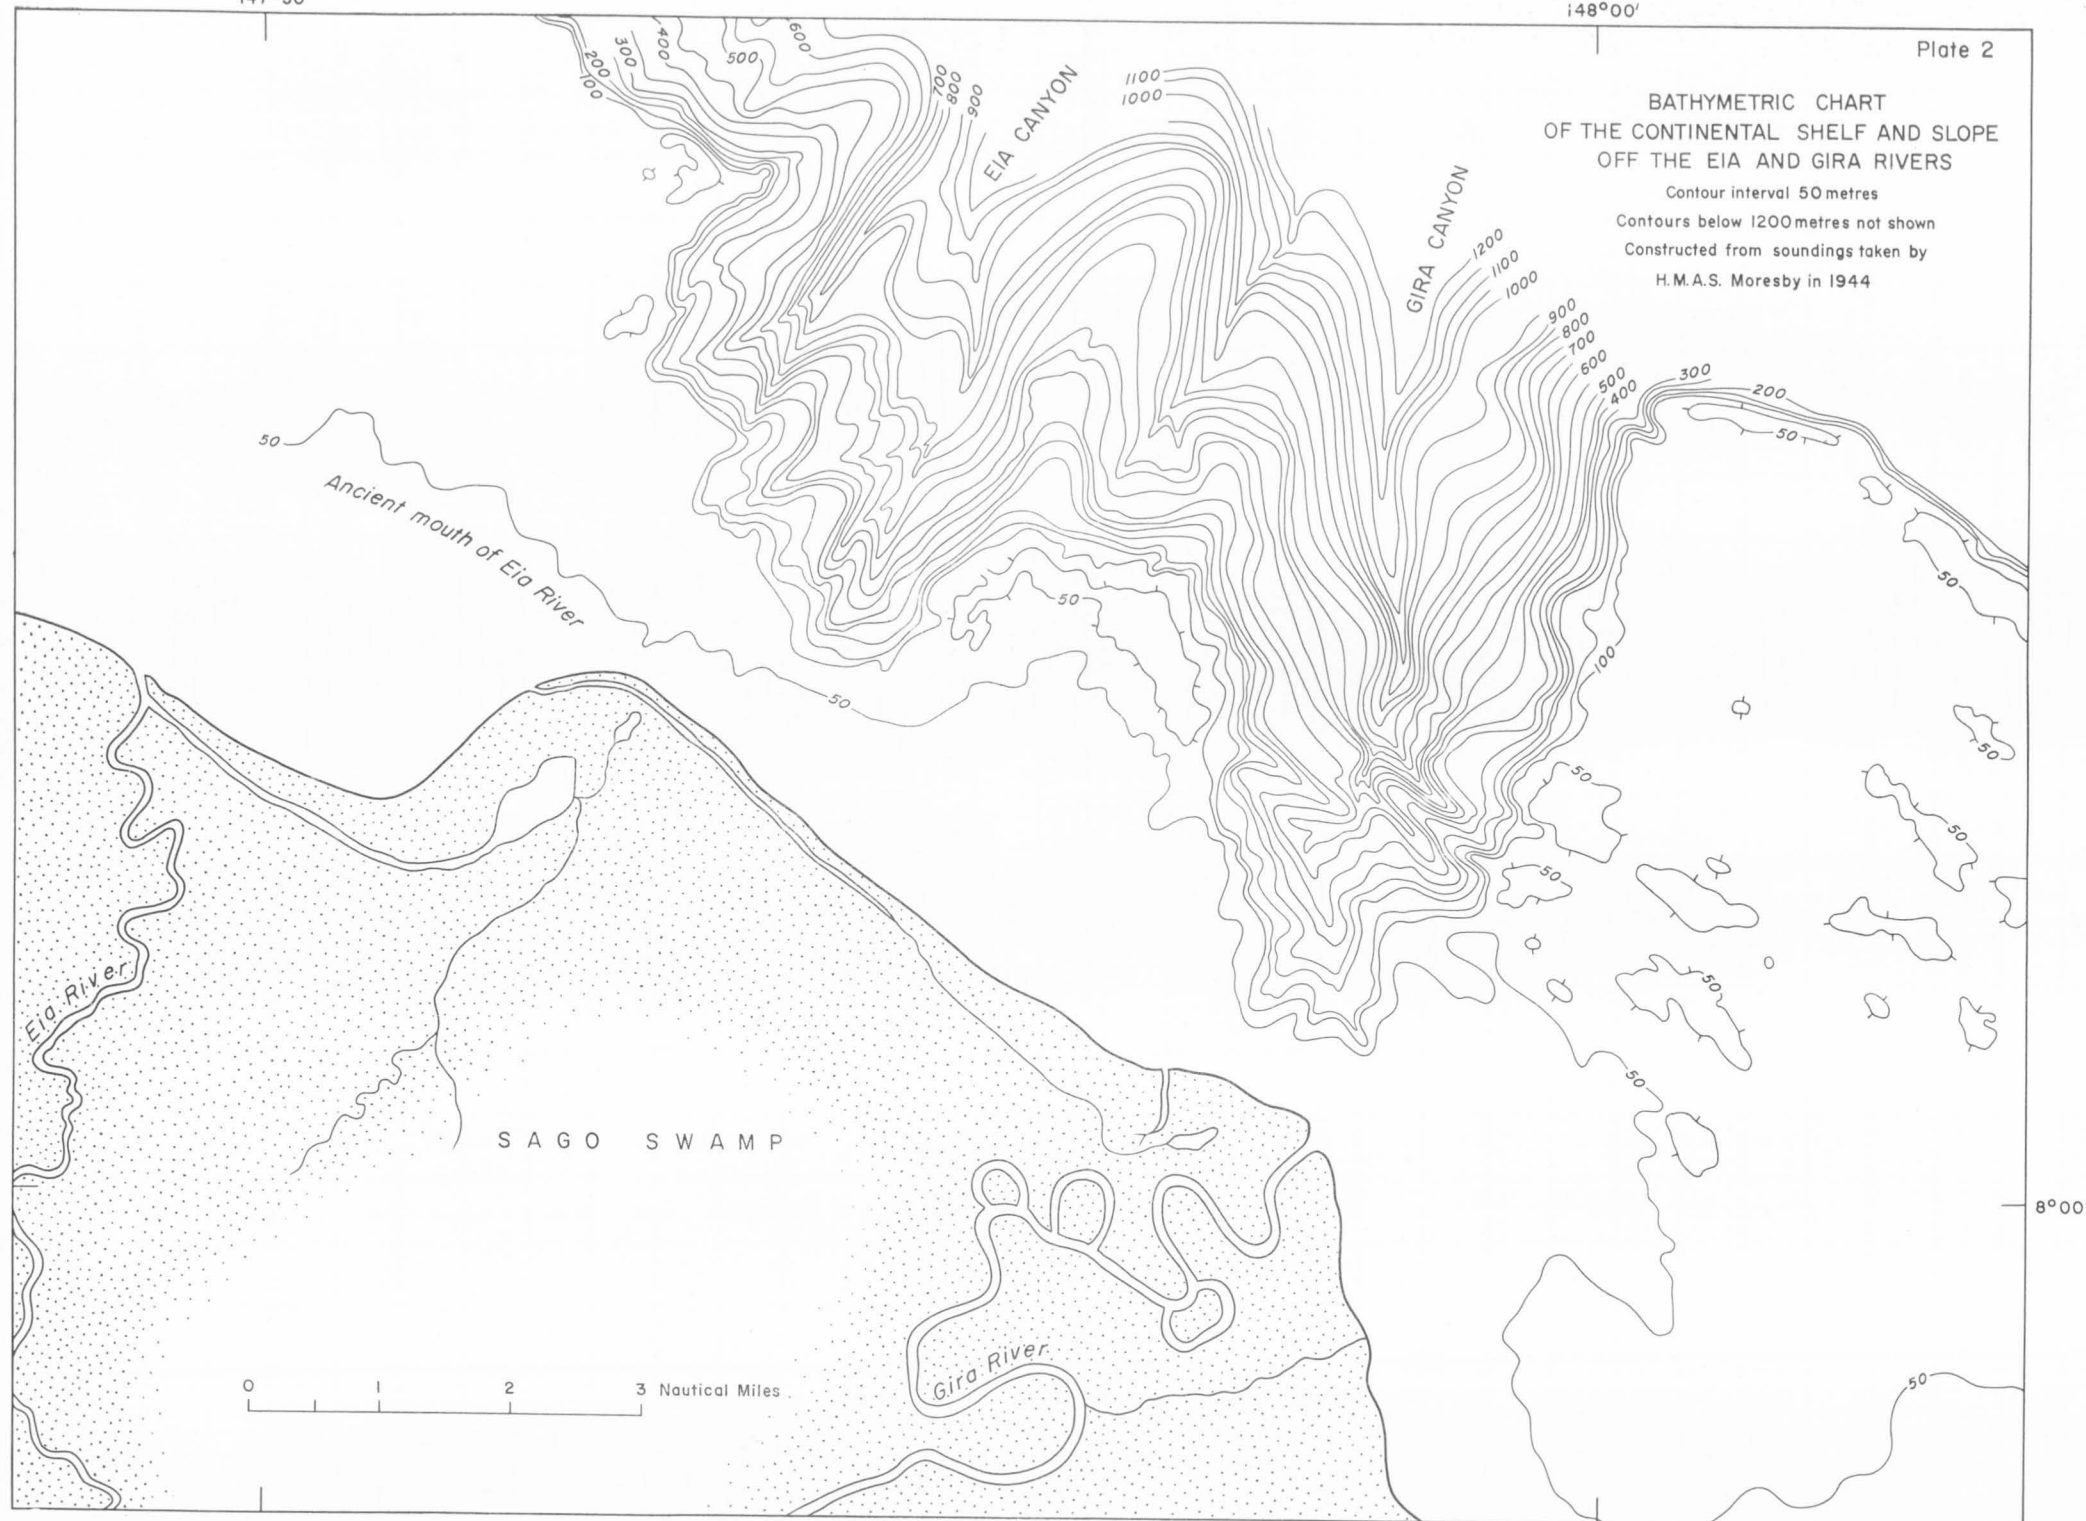 148°00'
Plate 2
BATHYMETRIC CHART
OF THE CONTINENTAL SHELF AND SLOPE
OFF THE EIA AND GIRA RIVERS
Contour interval 50 metres
Contours below 1200 metres not shown
Constructed from soundings taken by
H.M.A.S. Moresby in 1944
100
200
300
400
500
600
700
800
900
EIA CANYON
1100
1000
GIRA CANYON
1200
1100
1000
900
800
700
600
500
400
300
200
50
50
50
Ancient mouth of Eia River
50
50
100
50
50
50
50
50
50
Eia River
SAGO SWAMP
8°00
Gira River
50
0 1 2 3 Nautical Miles